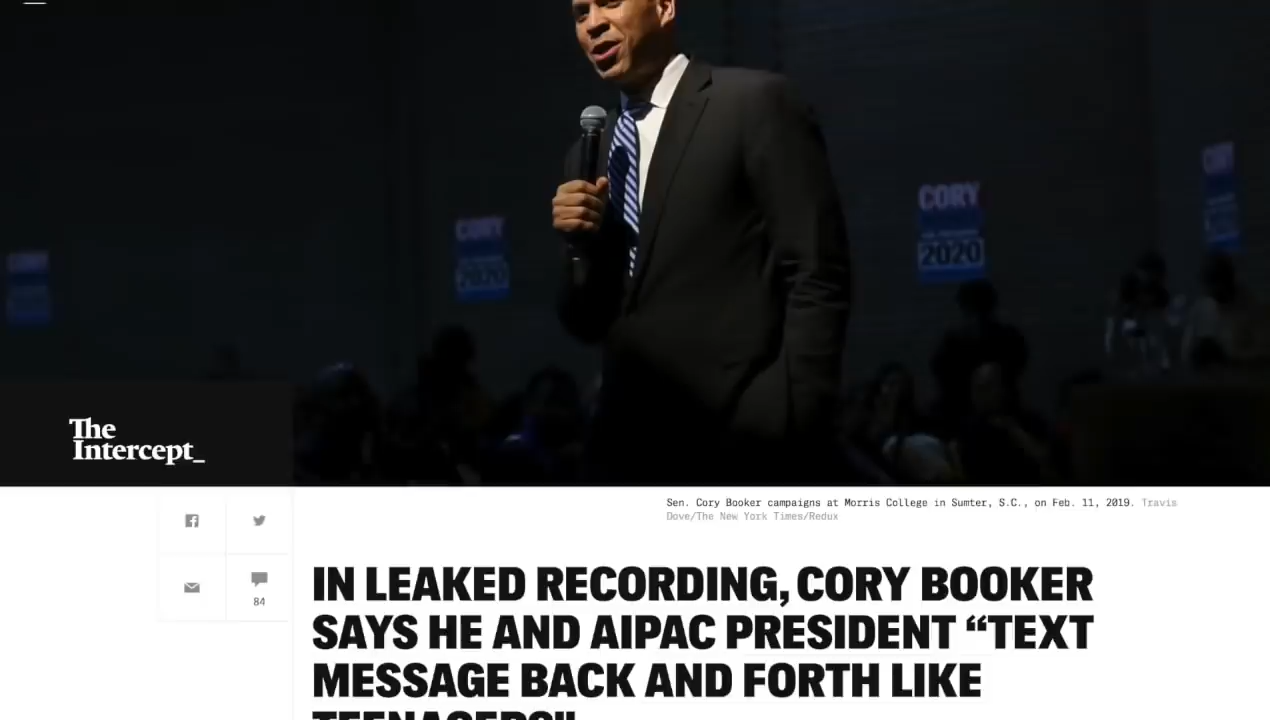 CORY
2020
CORY
2020
The
Intercept_
Sen. Cory Booker campaigns at Morris College in Sumter, S.C., on Feb. 11, 2019. Travis
Dove/The New York Times/Redux
84
IN LEAKED RECORDING, CORY BOOKER
SAYS HE AND AIPAC PRESIDENT “TEXT
MESSAGE BACK AND FORTH LIKE
TEENAGERS”